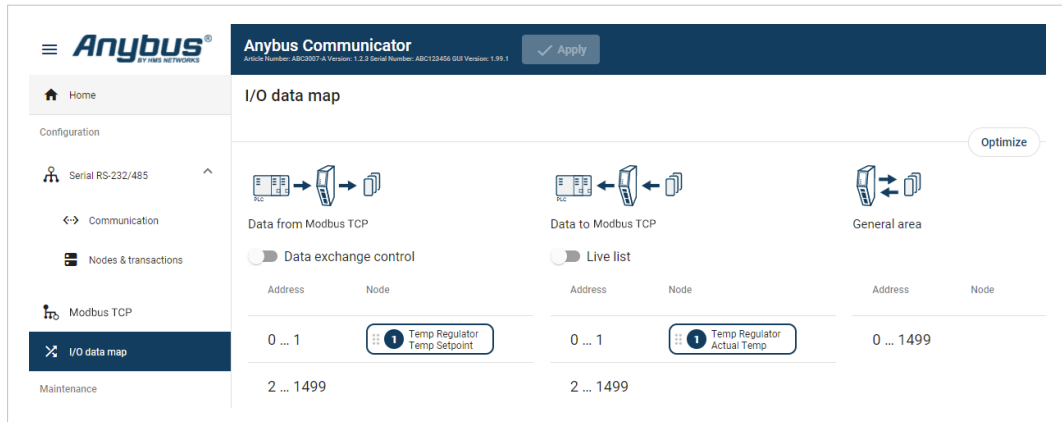 Anybus®
BY HMS NETWORKS
Anybus Communicator
Article Number: ABC3007-A Version: 1.2.3 Serial Number: ABC123456 GUI Version: 1.99.1
Apply
Home
Configuration
Serial RS-232/485
Communication
Nodes & transactions
Modbus TCP
I/O data map
Maintenance
I/O data map
Optimize
PLC
Data from Modbus TCP
Data exchange control
Address Node
0 ... 1
1
Temp Regulator
Temp Setpoint
2 ... 1499
PLC
Data to Modbus TCP
Live list
Address Node
0 ... 1
1
Temp Regulator
Actual Temp
2 ... 1499
General area
Address Node
0 ... 1499